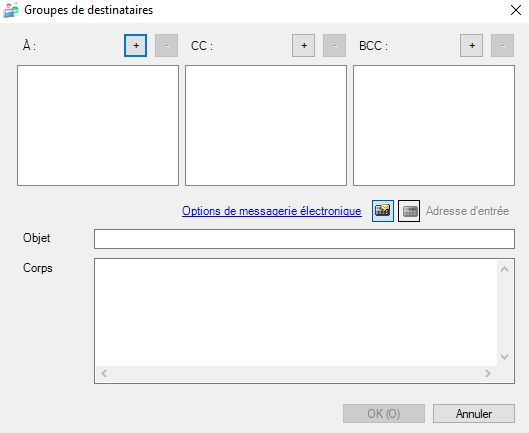 Groupes de destinataires
À : + - CC : + - BCC : + -
Options de messagerie électronique Adresse d'entrée
Objet
Corps
OK (O) Annuler